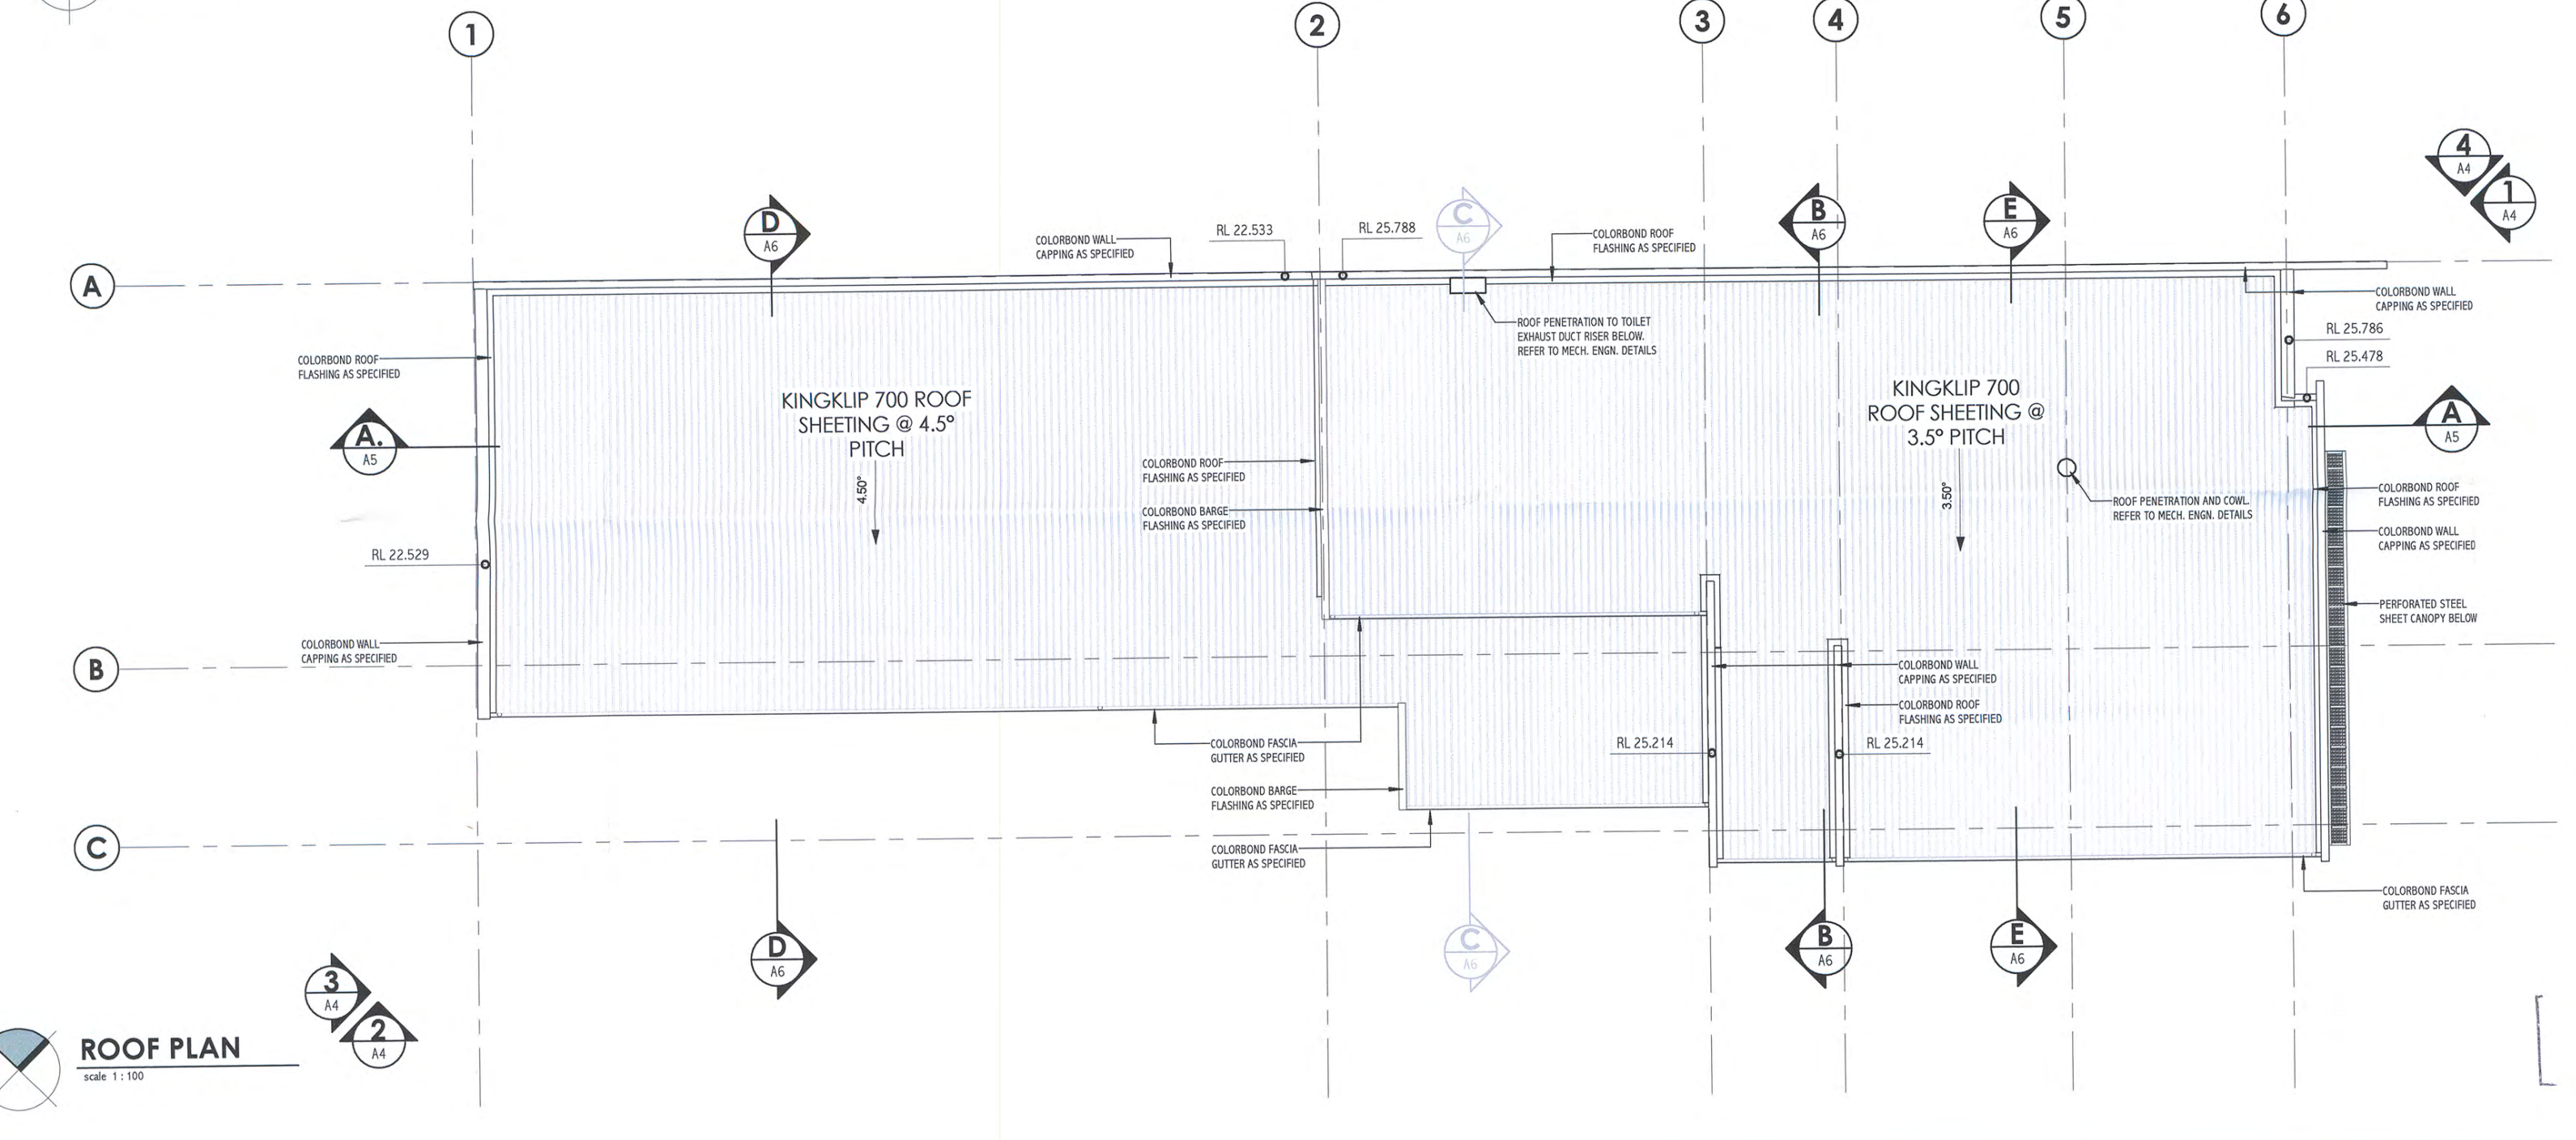 1
2
3
4
5
6
4
A4
1
A4
D
A6
COLORBOND WALL
CAPPING AS SPECIFIED
RL 22.533
RL 25.788
C
A6
COLORBOND ROOF
FLASHING AS SPECIFIED
B
A6
E
A6
A
COLORBOND WALL
CAPPING AS SPECIFIED
RL 25.786
RL 25.478
ROOF PENETRATION TO TOILET
EXHAUST DUCT RISER BELOW.
REFER TO MECH. ENGN. DETAILS
COLORBOND ROOF
FLASHING AS SPECIFIED
KINGKLIP 700 ROOF
SHEETING @ 4.5°
PITCH
4.50°
KINGKLIP 700
ROOF SHEETING @
3.5° PITCH
3.50°
A.
A5
A
A5
COLORBOND ROOF
FLASHING AS SPECIFIED
COLORBOND BARGE
FLASHING AS SPECIFIED
ROOF PENETRATION AND COWL.
REFER TO MECH. ENGN. DETAILS
COLORBOND ROOF
FLASHING AS SPECIFIED
COLORBOND WALL
CAPPING AS SPECIFIED
RL 22.529
PERFORATED STEEL
SHEET CANOPY BELOW
COLORBOND WALL
CAPPING AS SPECIFIED
B
COLORBOND WALL
CAPPING AS SPECIFIED
COLORBOND ROOF
FLASHING AS SPECIFIED
COLORBOND FASCIA
GUTTER AS SPECIFIED
RL 25.214
RL 25.214
COLORBOND BARGE
FLASHING AS SPECIFIED
C
COLORBOND FASCIA
GUTTER AS SPECIFIED
COLORBOND FASCIA
GUTTER AS SPECIFIED
D
A6
C
A6
B
A6
E
A6
3
A4
2
A4
ROOF PLAN
scale 1 : 100